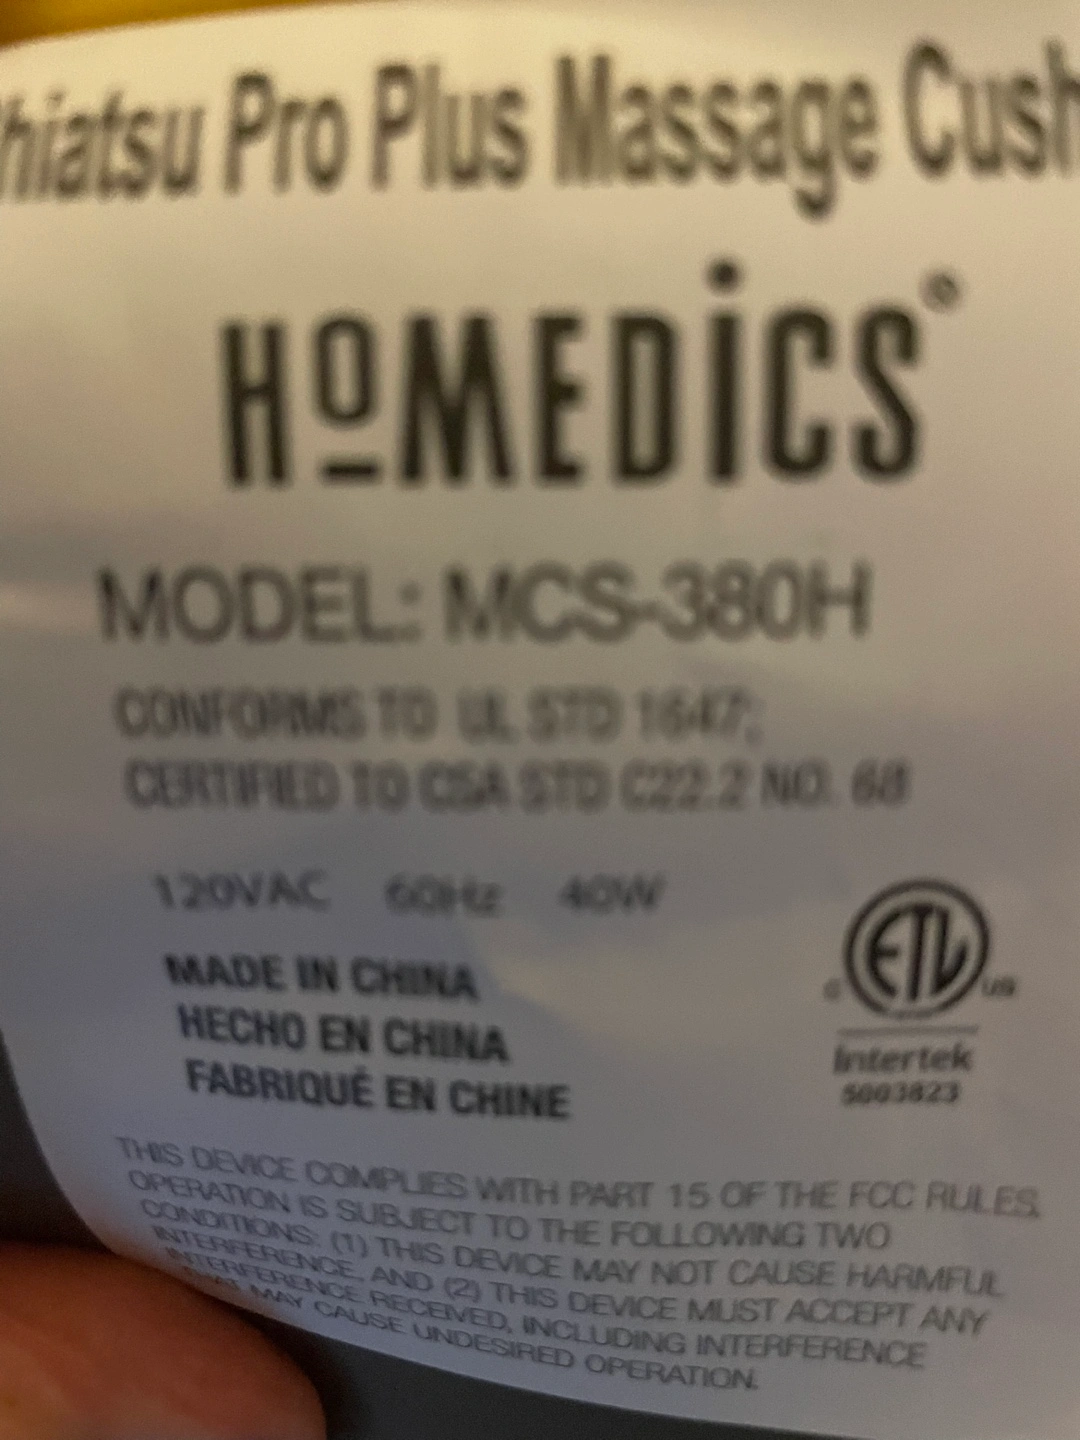 hiatsu Pro Plus Massage Cush
HoMEDiCS®
MODEL: MCS-380H
CONFORMS TO UL STD 1647;
CERTIFIED TO CSA STD C22.2 NO. 68
120VAC 60Hz 40W
MADE IN CHINA
HECHO EN CHINA
FABRIQUÉ EN CHINE
C ETL US
Intertek
5003823
THIS DEVICE COMPLIES WITH PART 15 OF THE FCC RULES.
OPERATION IS SUBJECT TO THE FOLLOWING TWO
CONDITIONS: (1) THIS DEVICE MAY NOT CAUSE HARMFUL
INTERFERENCE, AND (2) THIS DEVICE MUST ACCEPT ANY
INTERFERENCE RECEIVED, INCLUDING INTERFERENCE
THAT MAY CAUSE UNDESIRED OPERATION.